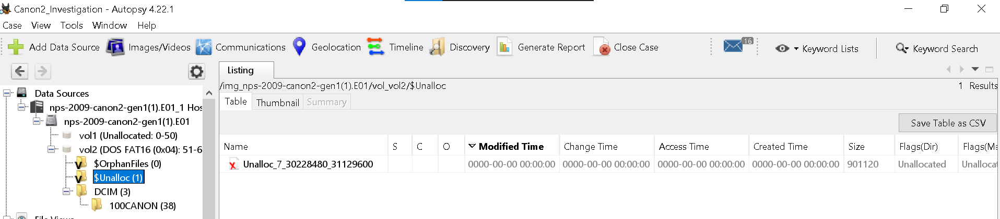 Canon2_Investigation - Autopsy 4.22.1
Case View Tools Window Help
Add Data Source Images/Videos Communications Geolocation Timeline Discovery Generate Report Close Case 16 Keyword Lists Keyword Search
Listing
/img_nps-2009-canon2-gen1(1).E01/vol_vol2/$Unalloc 1 Results
Table Thumbnail Summary
Save Table as CSV
Name S C O Modified Time Change Time Access Time Created Time Size Flags(Dir) Flags(Me
Unalloc_7_30228480_31129600 0000-00-00 00:00:00 0000-00-00 00:00:00 0000-00-00 00:00:00 0000-00-00 00:00:00 901120 Unallocated Unallocat
Data Sources
nps-2009-canon2-gen1(1).E01_1 Hos
nps-2009-canon2-gen1(1).E01
vol1 (Unallocated: 0-50)
vol2 (DOS FAT16 (0x04): 51-6
$OrphanFiles (0)
$Unalloc (1)
DCIM (3)
100CANON (38)
File Views